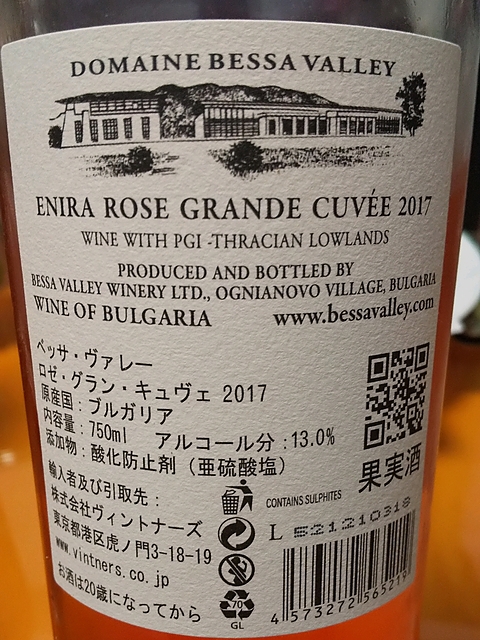 DOMAINE BESSA VALLEY
ENIRA ROSE GRANDE CUVÉE 2017
WINE WITH PGI -THRACIAN LOWLANDS
PRODUCED AND BOTTLED BY
BESSA VALLEY WINERY LTD., OGNIANOVO VILLAGE, BULGARIA
WINE OF BULGARIA www.bessavalley.com
ベッサ・ヴァレー
ロゼ・グラン・キュヴェ 2017
原産国：ブルガリア
内容量：750ml アルコール分：13.0%
添加物：酸化防止剤（亜硫酸塩）
果実酒
輸入者及び引取先：
株式会社ヴィントナーズ
東京都港区虎ノ門3-18-19
www.vintners.co.jp
お酒は20歳になってから
CONTAINS SULPHITES
L 521210318
70
GL
4 573272 565219